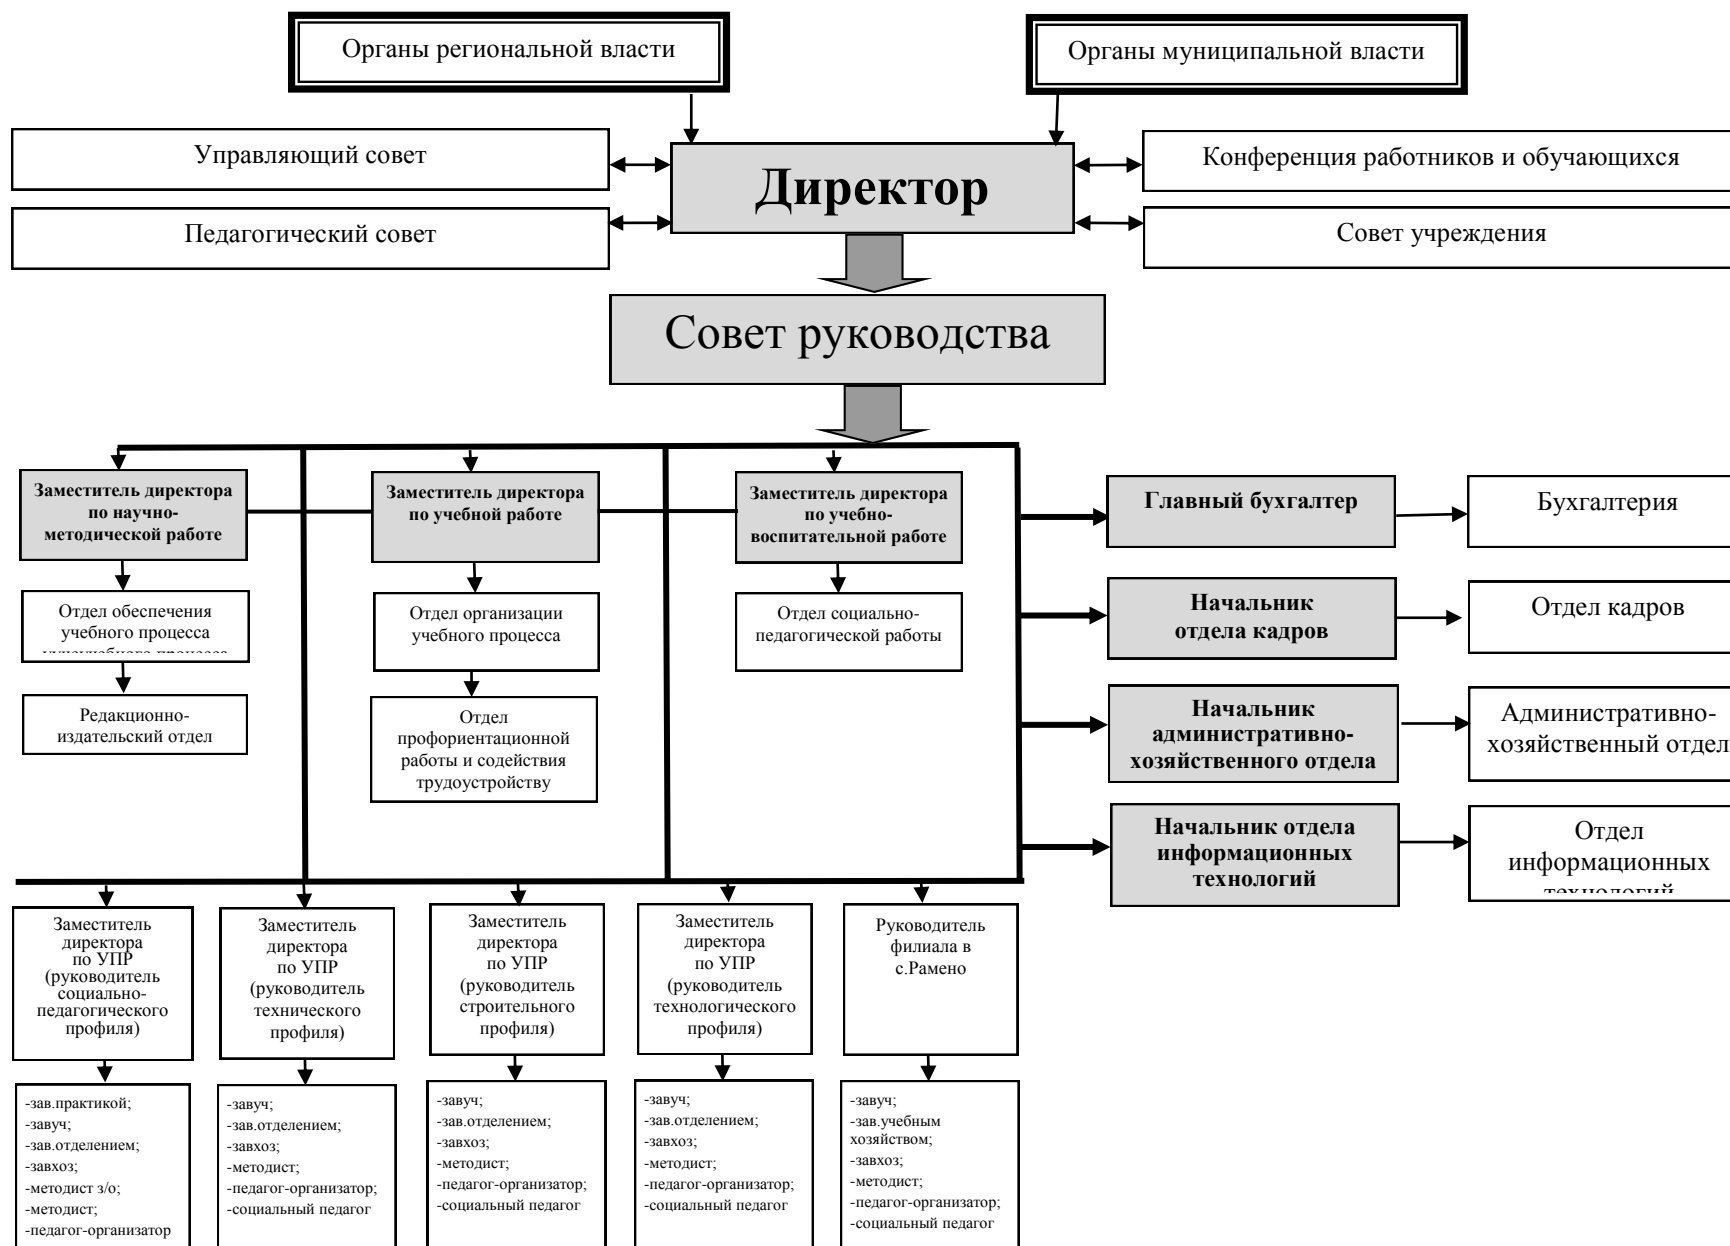 Органы региональной власти
Органы муниципальной власти
Управляющий совет
Директор
Конференция работников и обучающихся
Педагогический совет
Совет учреждения
Совет руководства
Заместитель директора
по научно-
методической работе
Заместитель директора
по учебной работе
Заместитель директора
по учебно-
воспитательной работе
Главный бухгалтер
Бухгалтерия
Отдел обеспечения
учебного процесса
Отдел организации
учебного процесса
Отдел социально-
педагогической работы
Начальник
отдела кадров
Отдел кадров
Редакционно-
издательский отдел
Отдел
профориентационной
работы и содействия
трудоустройству
Начальник
административно-
хозяйственного отдела
Административно-
хозяйственный отдел
Начальник отдела
информационных
технологий
Отдел
информационных
технологий
Заместитель
директора
по УПР
(руководитель
социально-
педагогического
профиля)
Заместитель
директора
по УПР
(руководитель
технического
профиля)
Заместитель
директора
по УПР
(руководитель
строительного
профиля)
Заместитель
директора
по УПР
(руководитель
технологического
профиля)
Руководитель
филиала в
с.Рамено
-зав.практикой;
-завуч;
-зав.отделением;
-завхоз;
-методист з/о;
-методист;
-педагог-организатор
-завуч;
-зав.отделением;
-завхоз;
-методист;
-педагог-организатор;
-социальный педагог
-завуч;
-зав.отделением;
-завхоз;
-методист;
-педагог-организатор;
-социальный педагог
-завуч;
-зав.отделением;
-завхоз;
-методист;
-педагог-организатор;
-социальный педагог
-завуч;
-зав.учебным
хозяйством;
-завхоз;
-методист;
-педагог-организатор;
-социальный педагог